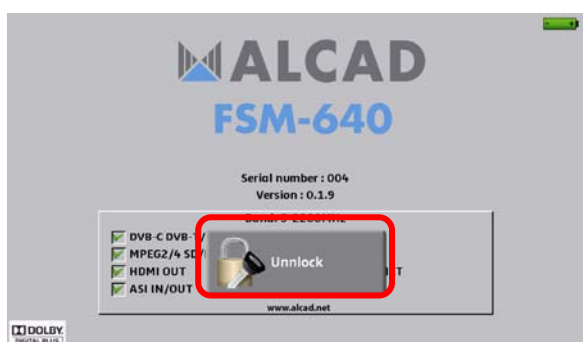 ALCAD
FSM-640
Serial number : 004
Version : 0.1.9
DVB-C DVB-T/
MPEG2/4 SD/
Unnlock
HDMI OUT
ASI IN/OUT
www.alcad.net
DOLBY
DIGITAL PLUS